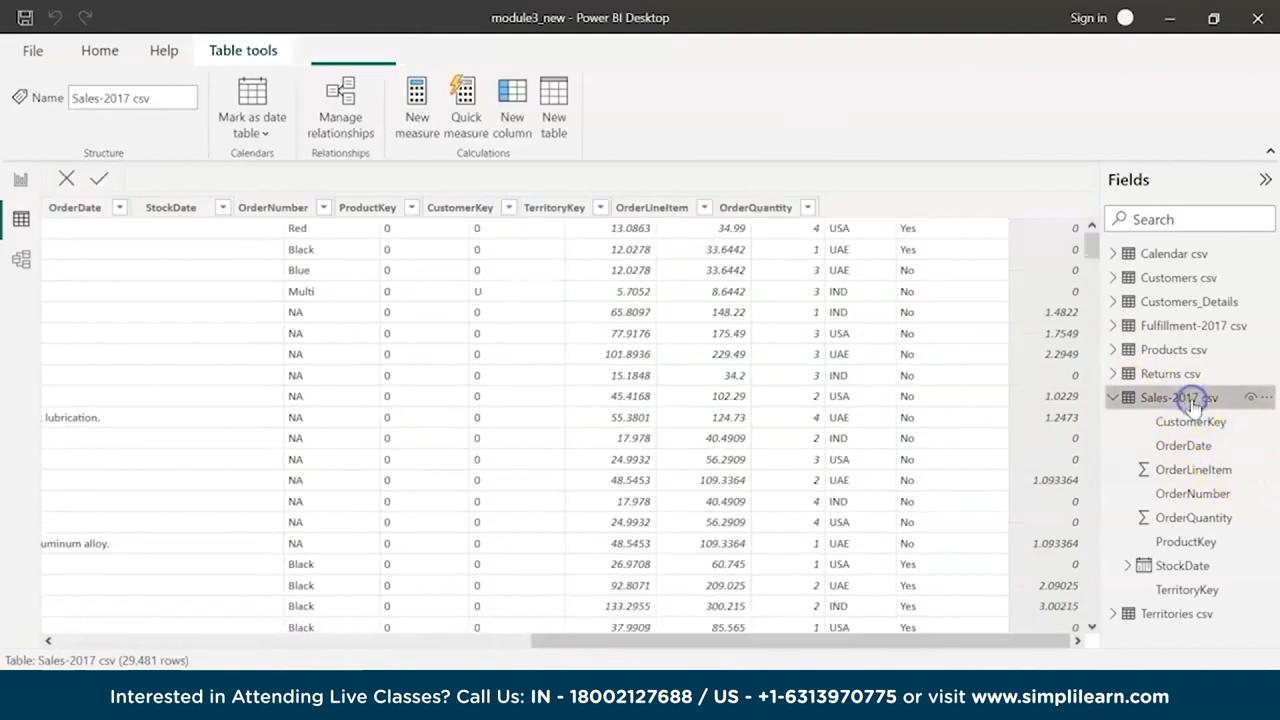 module3_new - Power BI Desktop
Sign in
File Home Help Table tools
Name Sales-2017 csv
Mark as date table
Manage relationships
New measure
Quick measure
New column
New table
Structure Calendars Relationships Calculations
OrderDate StockDate OrderNumber ProductKey CustomerKey TerritoryKey OrderLineItem OrderQuantity
Red 0 0 13.0863 34.99 4 USA Yes 0
Black 0 0 12.0278 33.6442 1 UAE Yes 0
Blue 0 0 12.0278 33.6442 3 UAE No 0
Multi 0 U 5.7052 8.6442 3 IND No 0
NA 0 0 65.8097 148.22 1 IND No 1.4822
NA 0 0 77.9176 175.49 3 USA No 1.7549
NA 0 0 101.8936 229.49 3 UAE No 2.2949
NA 0 0 15.1848 34.2 3 IND No 0
NA 0 0 45.4168 102.29 2 USA No 1.0229
lubrication. NA 0 0 55.3801 124.73 4 UAE No 1.2473
NA 0 0 17.978 40.4909 2 IND No 0
NA 0 0 24.9932 56.2909 3 USA No 0
NA 0 0 48.5453 109.3364 2 UAE No 1.093364
NA 0 0 17.978 40.4909 4 IND No 0
NA 0 0 24.9932 56.2909 4 USA No 0
uminum alloy. NA 0 0 48.5453 109.3364 1 UAE No 1.093364
Black 0 0 26.9708 60.745 1 USA Yes 0
Black 0 0 92.8071 209.025 2 UAE Yes 2.09025
Black 0 0 133.2955 300.215 2 IND Yes 3.00215
Black 0 0 37.9909 85.565 1 USA Yes 0
Fields
Search
Calendar csv
Customers csv
Customers_Details
Fulfillment-2017 csv
Products csv
Returns csv
Sales-2017 csv
CustomerKey
OrderDate
OrderLineItem
OrderNumber
OrderQuantity
ProductKey
StockDate
TerritoryKey
Territories csv
Table: Sales-2017 csv (29,481 rows)
Interested in Attending Live Classes? Call Us: IN - 18002127688 / US - +1-6313970775 or visit www.simplilearn.com